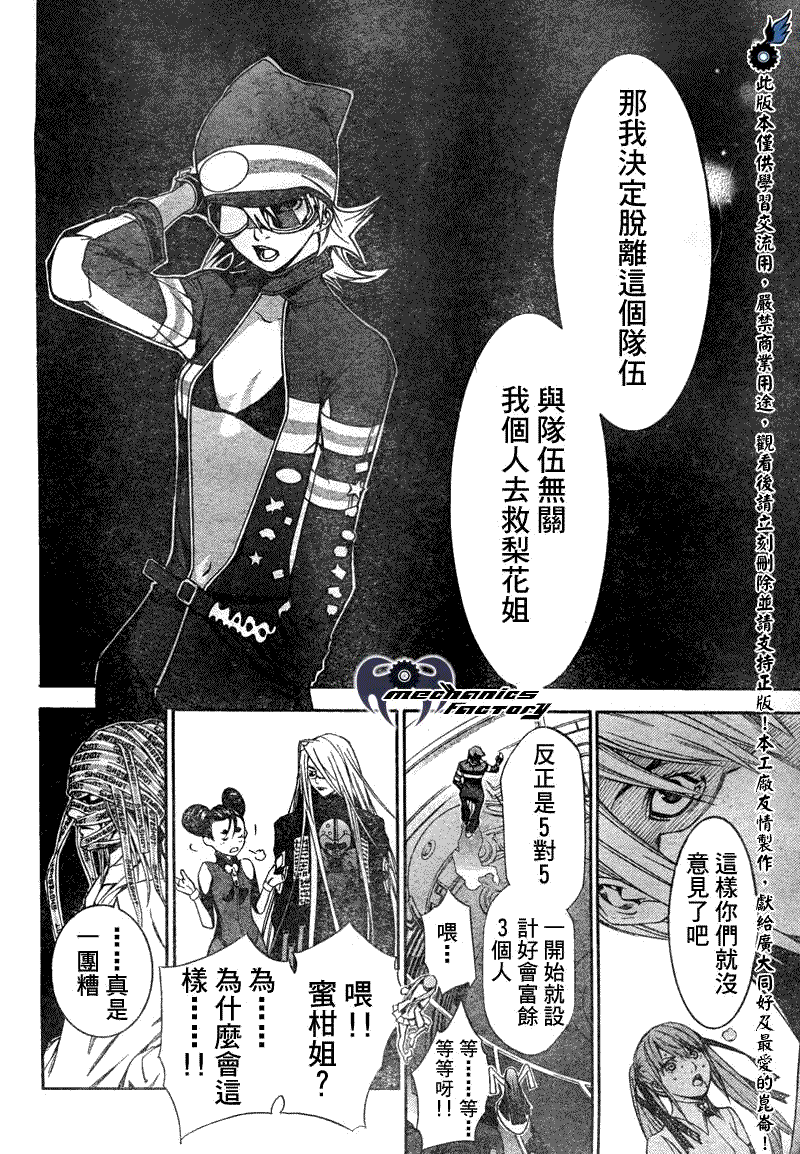 那我決定脫離這個隊伍
與隊伍無關
我個人去救梨花姐
MADO
mechanics
Factory
這樣你們就沒
意見了吧
反正是5對5
一開始就設
計好會富餘
3個人
喂…
等……等…
等等呀!!
喂!!
蜜柑姐?
為……
為什麼會這
樣……!!
……真是
一團糟
此版本僅供學習交流用，嚴禁商業用途，觀看後請立刻刪除並請支持正版！本工廠友情製作，獻給廣大同好及最愛的崑崙！